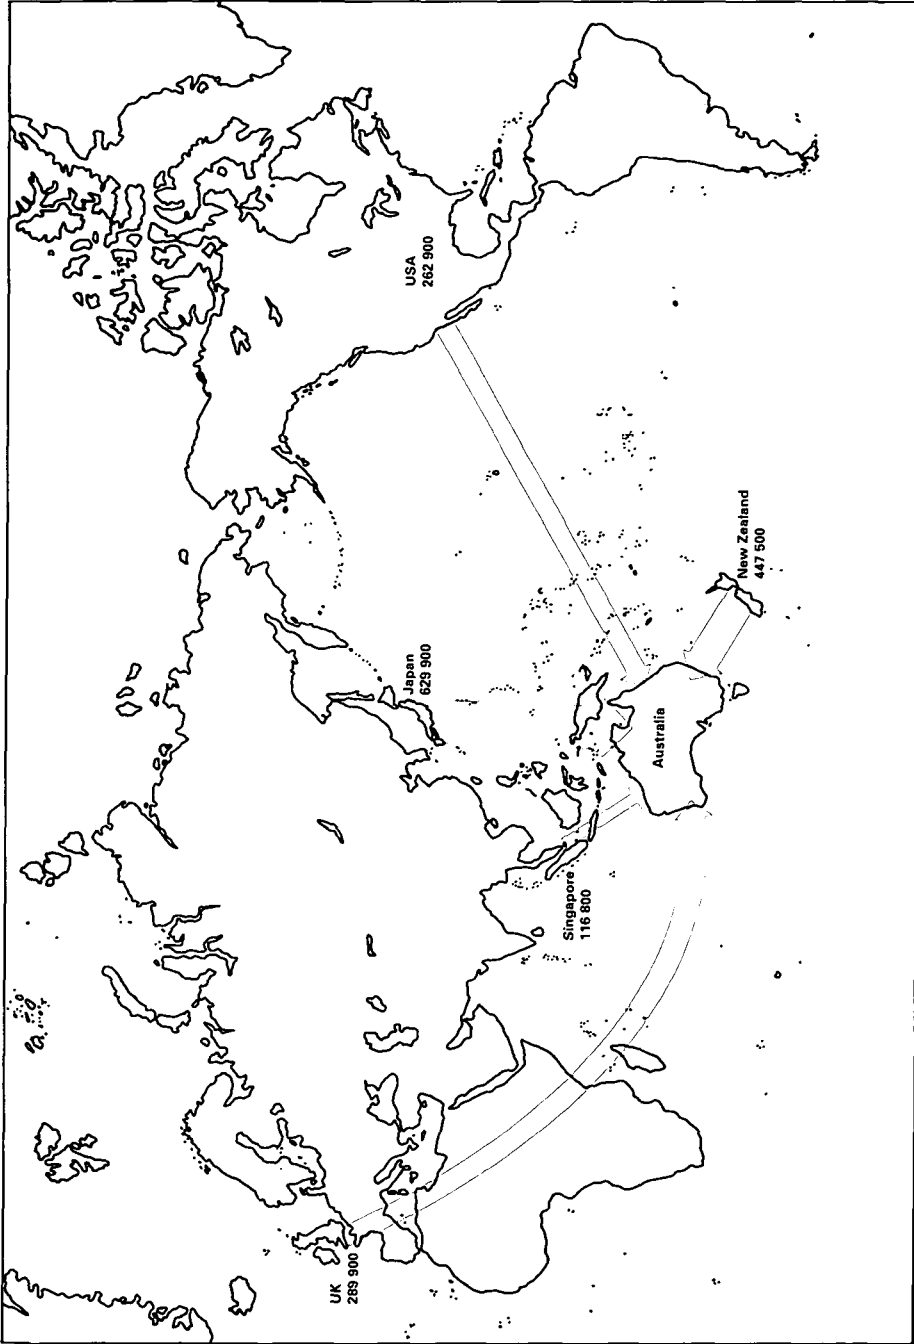 UK
289 900
Singapore
116 800
Japan
629 900
Australia
New Zealand
447 500
USA
262 900